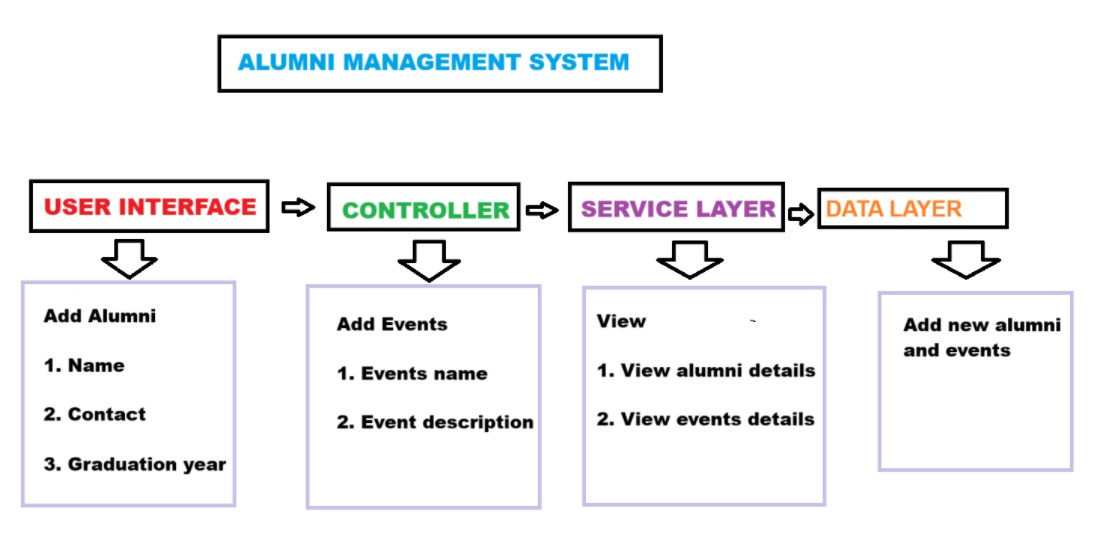 ALUMNI MANAGEMENT SYSTEM
USER INTERFACE
CONTROLLER
SERVICE LAYER
DATA LAYER
Add Alumni
1. Name
2. Contact
3. Graduation year
Add Events
1. Events name
2. Event description
View
1. View alumni details
2. View events details
Add new alumni
and events